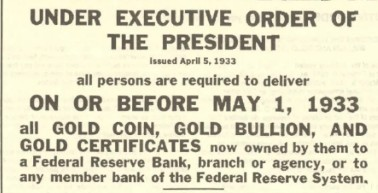 UNDER EXECUTIVE ORDER OF
THE PRESIDENT
issued April 5, 1933
all persons are required to deliver
ON OR BEFORE MAY 1, 1933
all GOLD COIN, GOLD BULLION, AND
GOLD CERTIFICATES now owned by them to
a Federal Reserve Bank, branch or agency, or to
any member bank of the Federal Reserve System.